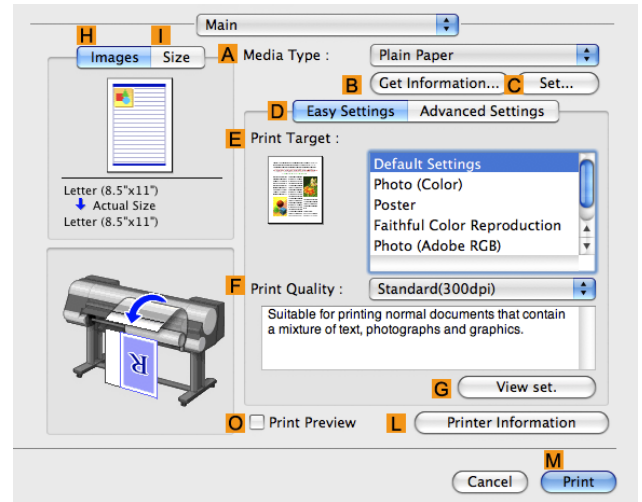 Main
H
I
Images
Size
A
Media Type :
Plain Paper
B
Get Information...
C
Set...
D
Easy Settings
Advanced Settings
E
Print Target :
Default Settings
Photo (Color)
Poster
Faithful Color Reproduction
Photo (Adobe RGB)
Letter (8.5"x11")
Actual Size
Letter (8.5"x11")
F
Print Quality :
Standard(300dpi)
Suitable for printing normal documents that contain
a mixture of text, photographs and graphics.
R
G
View set.
O
Print Preview
L
Printer Information
M
Cancel
Print